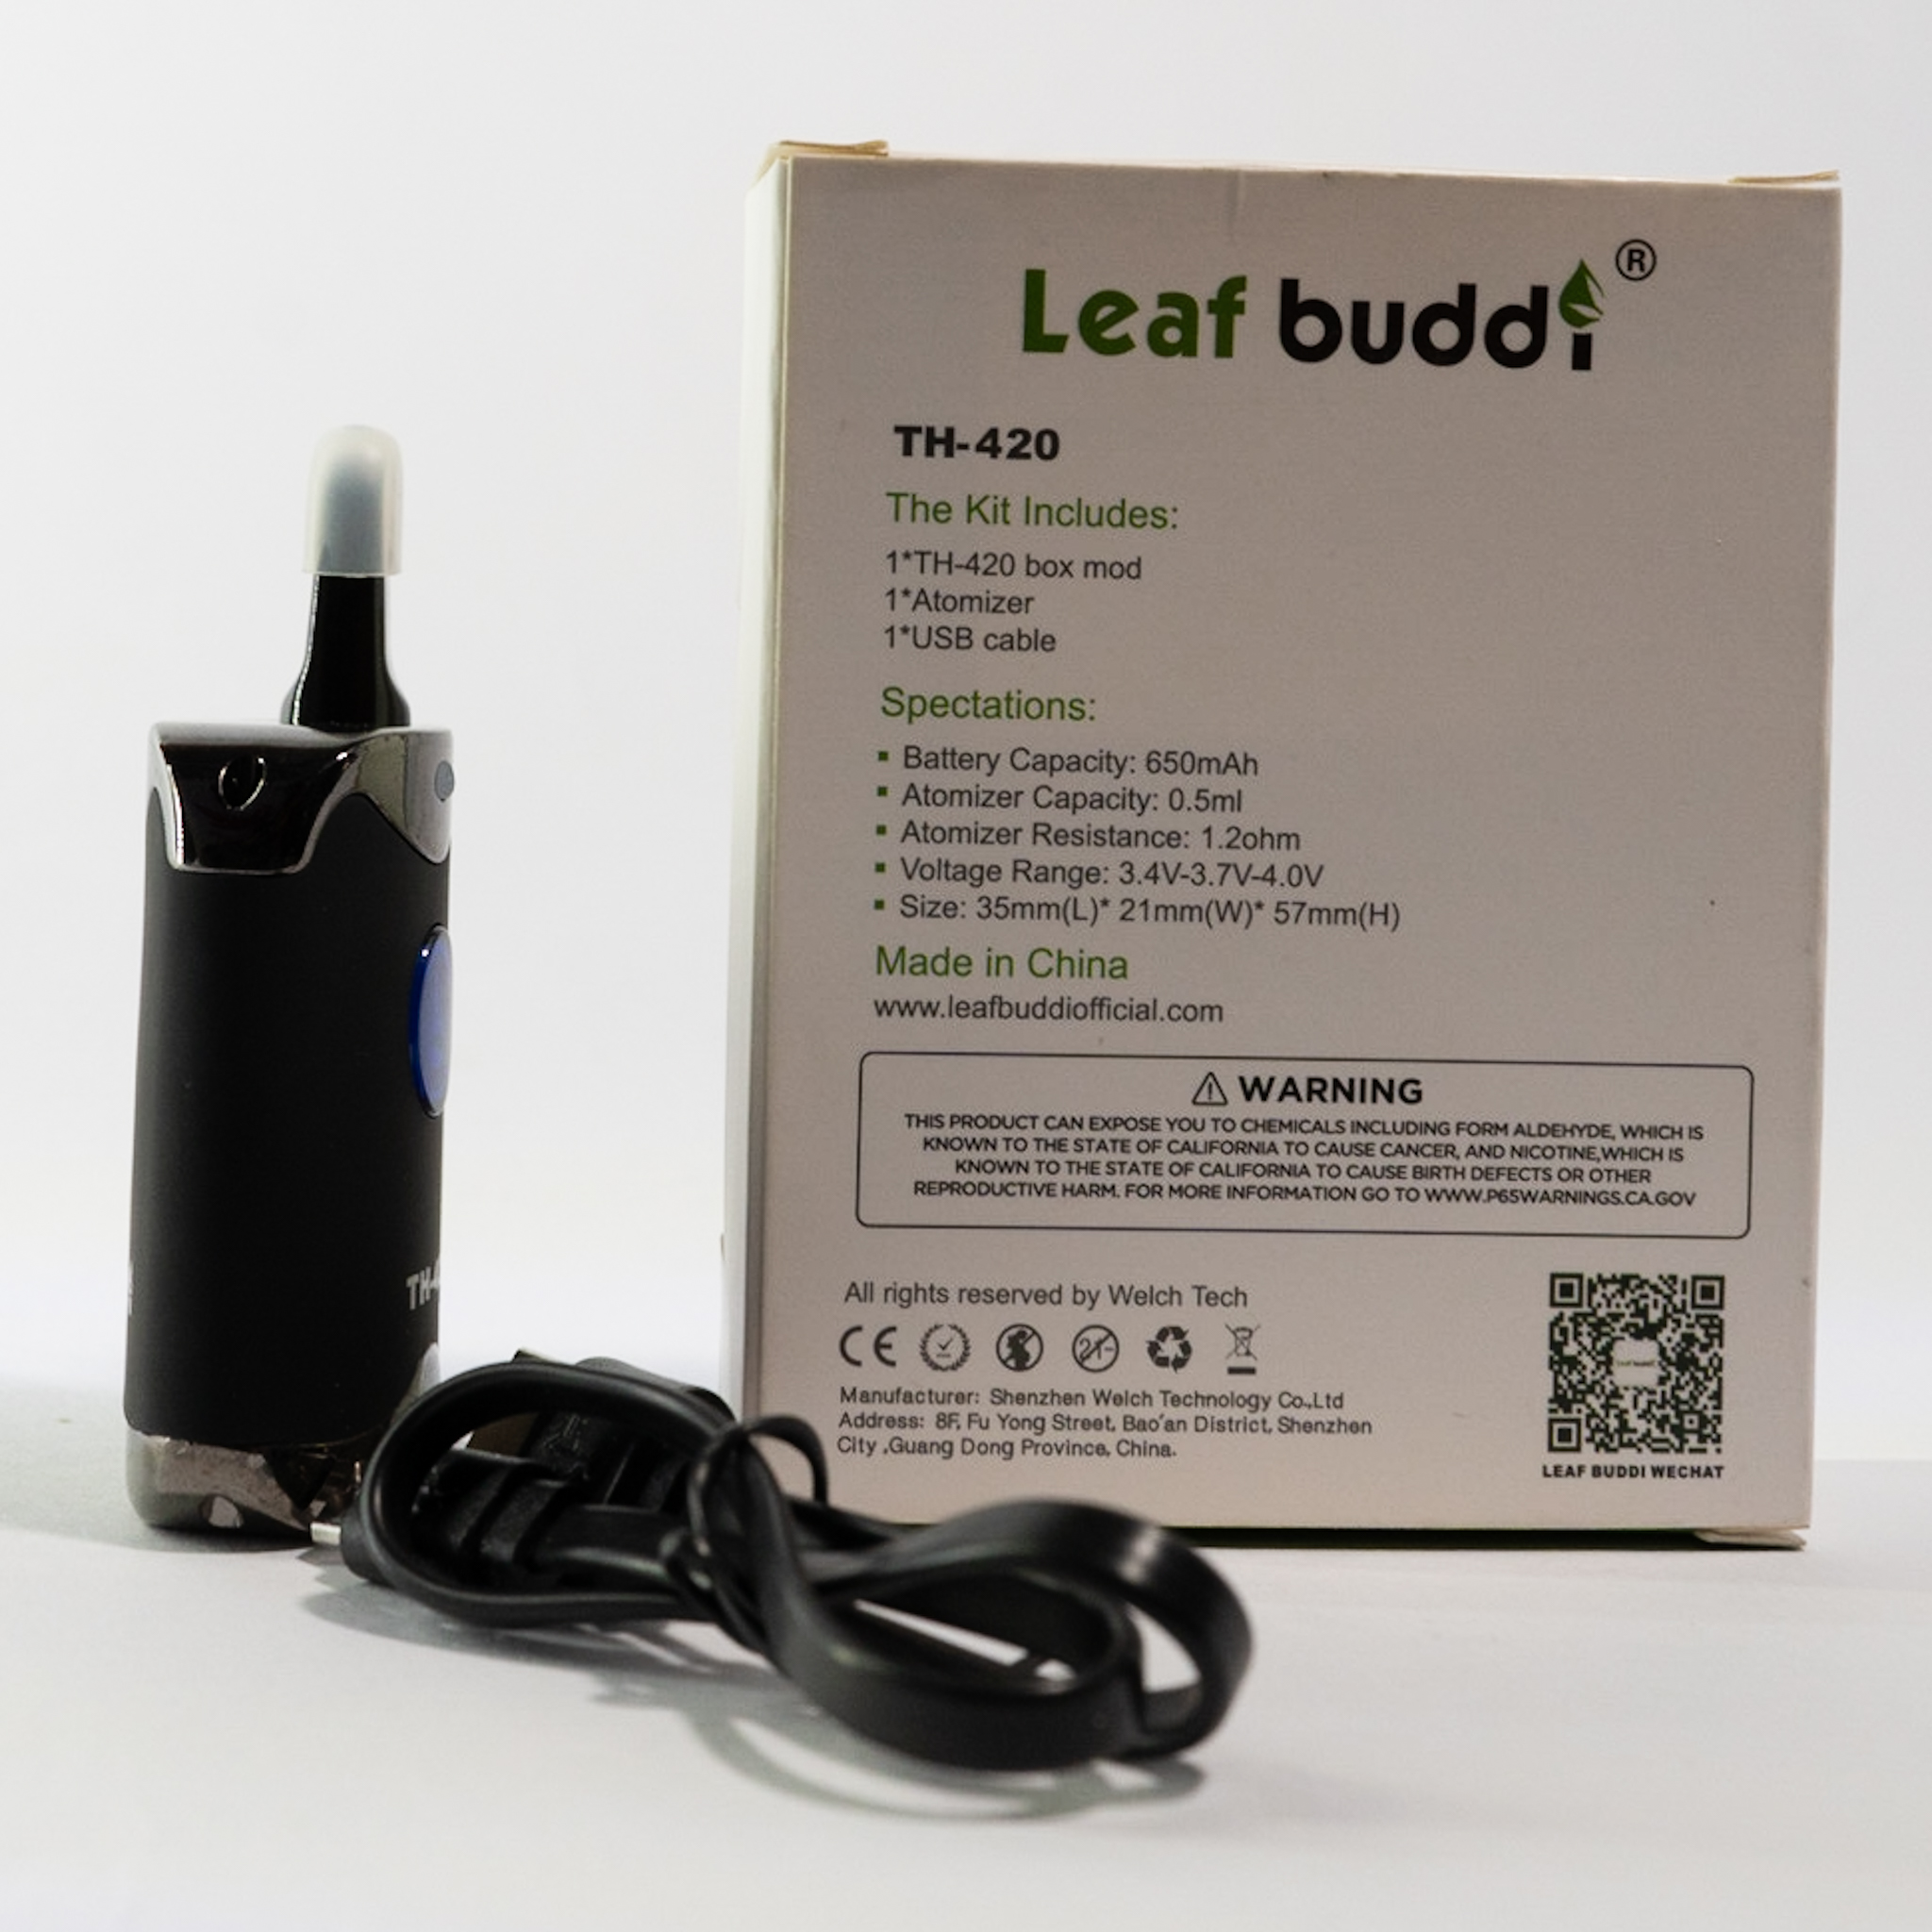 Leaf buddi®
TH-420
The Kit Includes:
1*TH-420 box mod
1*Atomizer
1*USB cable
Spectations:
▪ Battery Capacity: 650mAh
▪ Atomizer Capacity: 0.5ml
▪ Atomizer Resistance: 1.2ohm
▪ Voltage Range: 3.4V-3.7V-4.0V
▪ Size: 35mm(L)* 21mm(W)* 57mm(H)
Made in China
www.leafbuddiofficial.com
⚠ WARNING
THIS PRODUCT CAN EXPOSE YOU TO CHEMICALS INCLUDING FORM ALDEHYDE, WHICH IS
KNOWN TO THE STATE OF CALIFORNIA TO CAUSE CANCER, AND NICOTINE,WHICH IS
KNOWN TO THE STATE OF CALIFORNIA TO CAUSE BIRTH DEFECTS OR OTHER
REPRODUCTIVE HARM. FOR MORE INFORMATION GO TO WWW.P65WARNINGS.CA.GOV
All rights reserved by Welch Tech
CE
Manufacturer: Shenzhen Welch Technology Co.,Ltd
Address: 8F, Fu Yong Street, Bao'an District, Shenzhen
City ,Guang Dong Province, China.
LEAF BUDDI WECHAT
TH-4